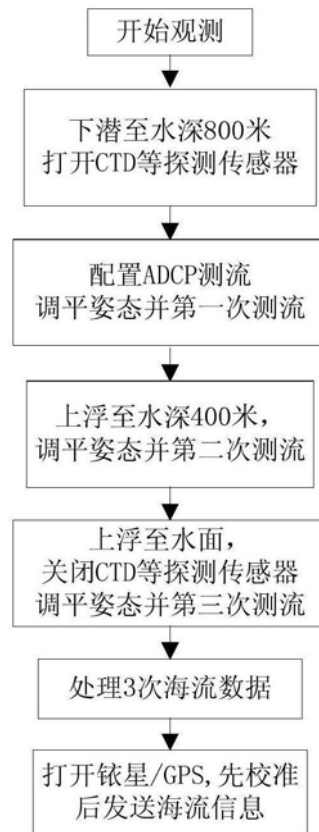 开始观测
下潜至水深800米
打开CTD等探测传感器
配置ADCP测流
调平姿态并第一次测流
上浮至水深400米，
调平姿态并第二次测流
上浮至水面，
关闭CTD等探测传感器
调平姿态并第三次测流
处理3次海流数据
打开铱星/GPS,先校准
后发送海流信息